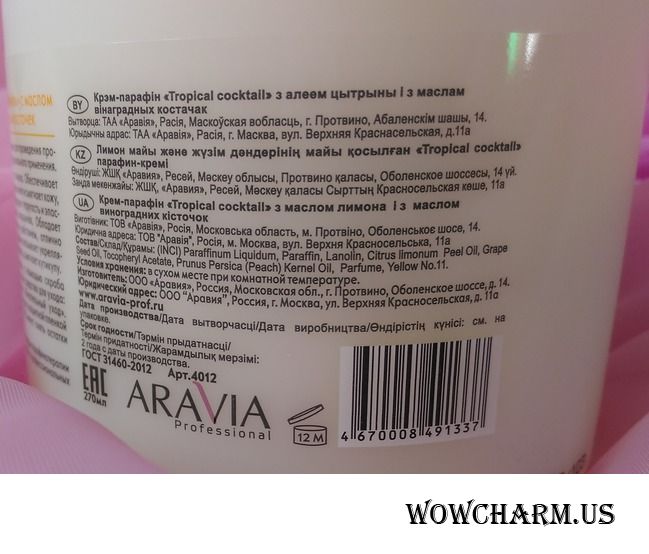 BY Крэм-парафін «Tropical cocktail» з алеем цытрыны і з маслам
вінаградных костачак
Вытворца: ТАА «Аравія», Расія, Маскоўская вобласць, г. Протвино, Абаленскім шашы, 14.
Юрыдычны адрас: ТАА «Аравія», Расія, г. Масква, вул. Верхняя Краснасельская, д.11а
KZ Лимон майы және жүзім дәндерінің майы қосылған «Tropical cocktail»
парафин-кремі
Өндіруші: ЖШҚ «Аравия», Ресей, Мәскеу облысы, Протвино қаласы, Оболенское шоссесы, 14 үй.
Занда мекенжайы: ЖШҚ, «Аравия», Ресей, Мәскеу қаласы Сырттың Красносельская көше, 11а
UA Крем-парафін «Tropical cocktail» з маслом лимона і з маслом
виноградних кісточок
Виготівник: ТОВ «Аравія», Росія, Московська область, м. Протвіно, Оболенськоє шосе, 14.
Юридична адреса: ТОВ "Аравія", Росія, м. Москва, вул. Верхня Красносельська, 11а
Состав/Склад/Құрамы: (INCI) Paraffinum Liquidum, Paraffin, Lanolin, Citrus limonum Peel Oil, Grape
Seed Oil, Tocopheryl Acetate, Prunus Persica (Peach) Kernel Oil, Parfume, Yellow No.11.
Условия хранения: в сухом месте при комнатной температуре.
Изготовитель: ООО «Аравия», Россия, Московская обл., г. Протвино, Оболенское шоссе, д. 14.
Юридический адрес: ООО "Аравия", Россия, г. Москва, ул. Верхняя Красносельская, д.11а
www.aravia-prof.ru
Дата производства/Дата вытворчасці/Дата виробництва/Өндірістің күнісі: см. на
упаковке.
Срок годности/Тэрмін прыдатнасці/
Термін придатності/Жарамдылық мерзімі:
2 года с даты производства.
ГОСТ 31460-2012
EAC Арт.4012
270мл
ARAVIA
Professional
12 M
4 670008 491337
WOWCHARM.US